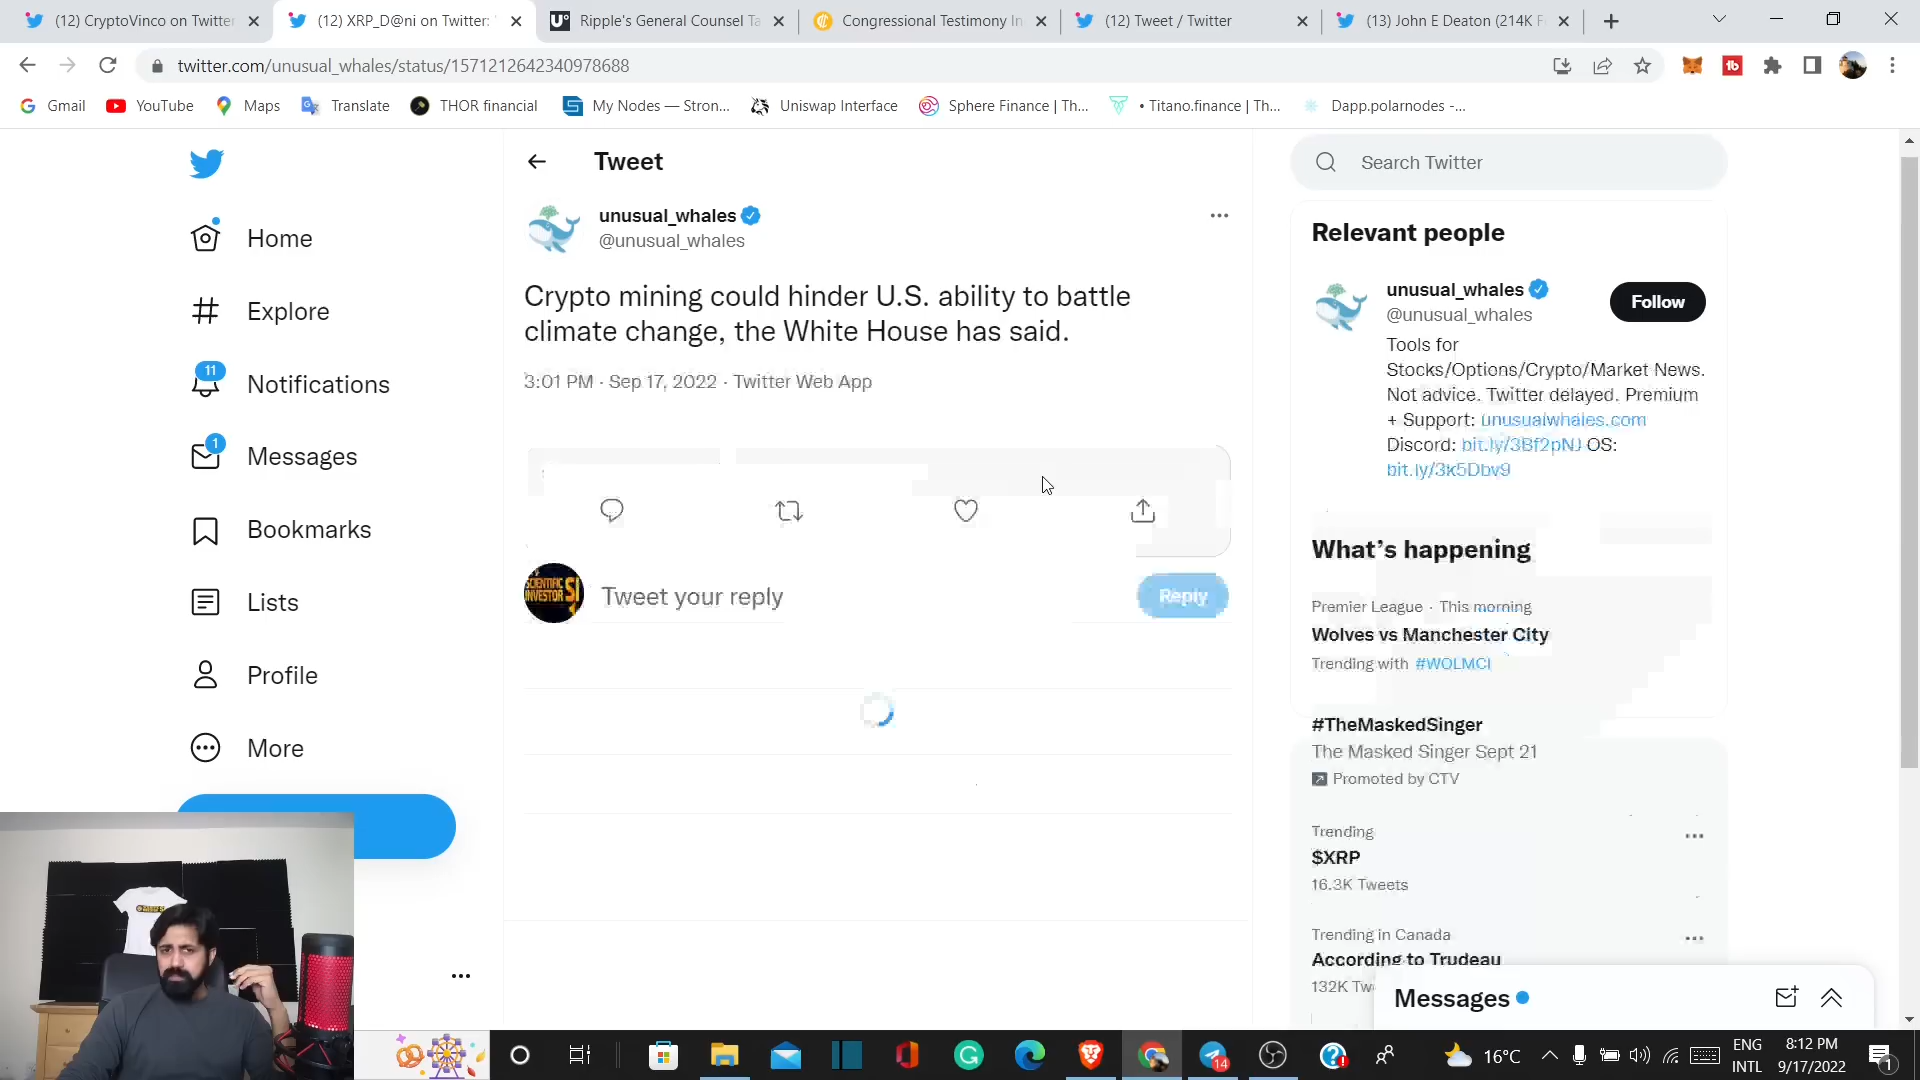 (12) CryptoVinco on Twitter
(12) XRP_D@ni on Twitter:
Ripple's General Counsel Ta
Congressional Testimony In
(12) Tweet / Twitter
(13) John E Deaton (214K F
twitter.com/unusual_whales/status/1571212642340978688
Gmail
YouTube
Maps
Translate
THOR financial
My Nodes — Stron...
Uniswap Interface
Sphere Finance | Th...
• Titano.finance | Th...
Dapp.polarnodes -...
Home
Explore
11
Notifications
1
Messages
Bookmarks
Lists
Profile
More
Tweet
unusual_whales
@unusual_whales
Crypto mining could hinder U.S. ability to battle
climate change, the White House has said.
3:01 PM · Sep 17, 2022 · Twitter Web App
SCIENTIFIC SI
INVESTOR
Tweet your reply
Reply
Search Twitter
Relevant people
unusual_whales
@unusual_whales
Follow
Tools for
Stocks/Options/Crypto/Market News.
Not advice. Twitter delayed. Premium
+ Support: unusualwhales.com
Discord: bit.ly/3Bf2pNJ OS:
bit.ly/3k5Dbv9
What's happening
Premier League · This morning
Wolves vs Manchester City
Trending with #WOLMCI
#TheMaskedSinger
The Masked Singer Sept 21
Promoted by CTV
Trending
$XRP
16.3K Tweets
Trending in Canada
According to Trudeau
132K Tw
Messages
14
16°C
ENG
INTL
8:12 PM
9/17/2022
1